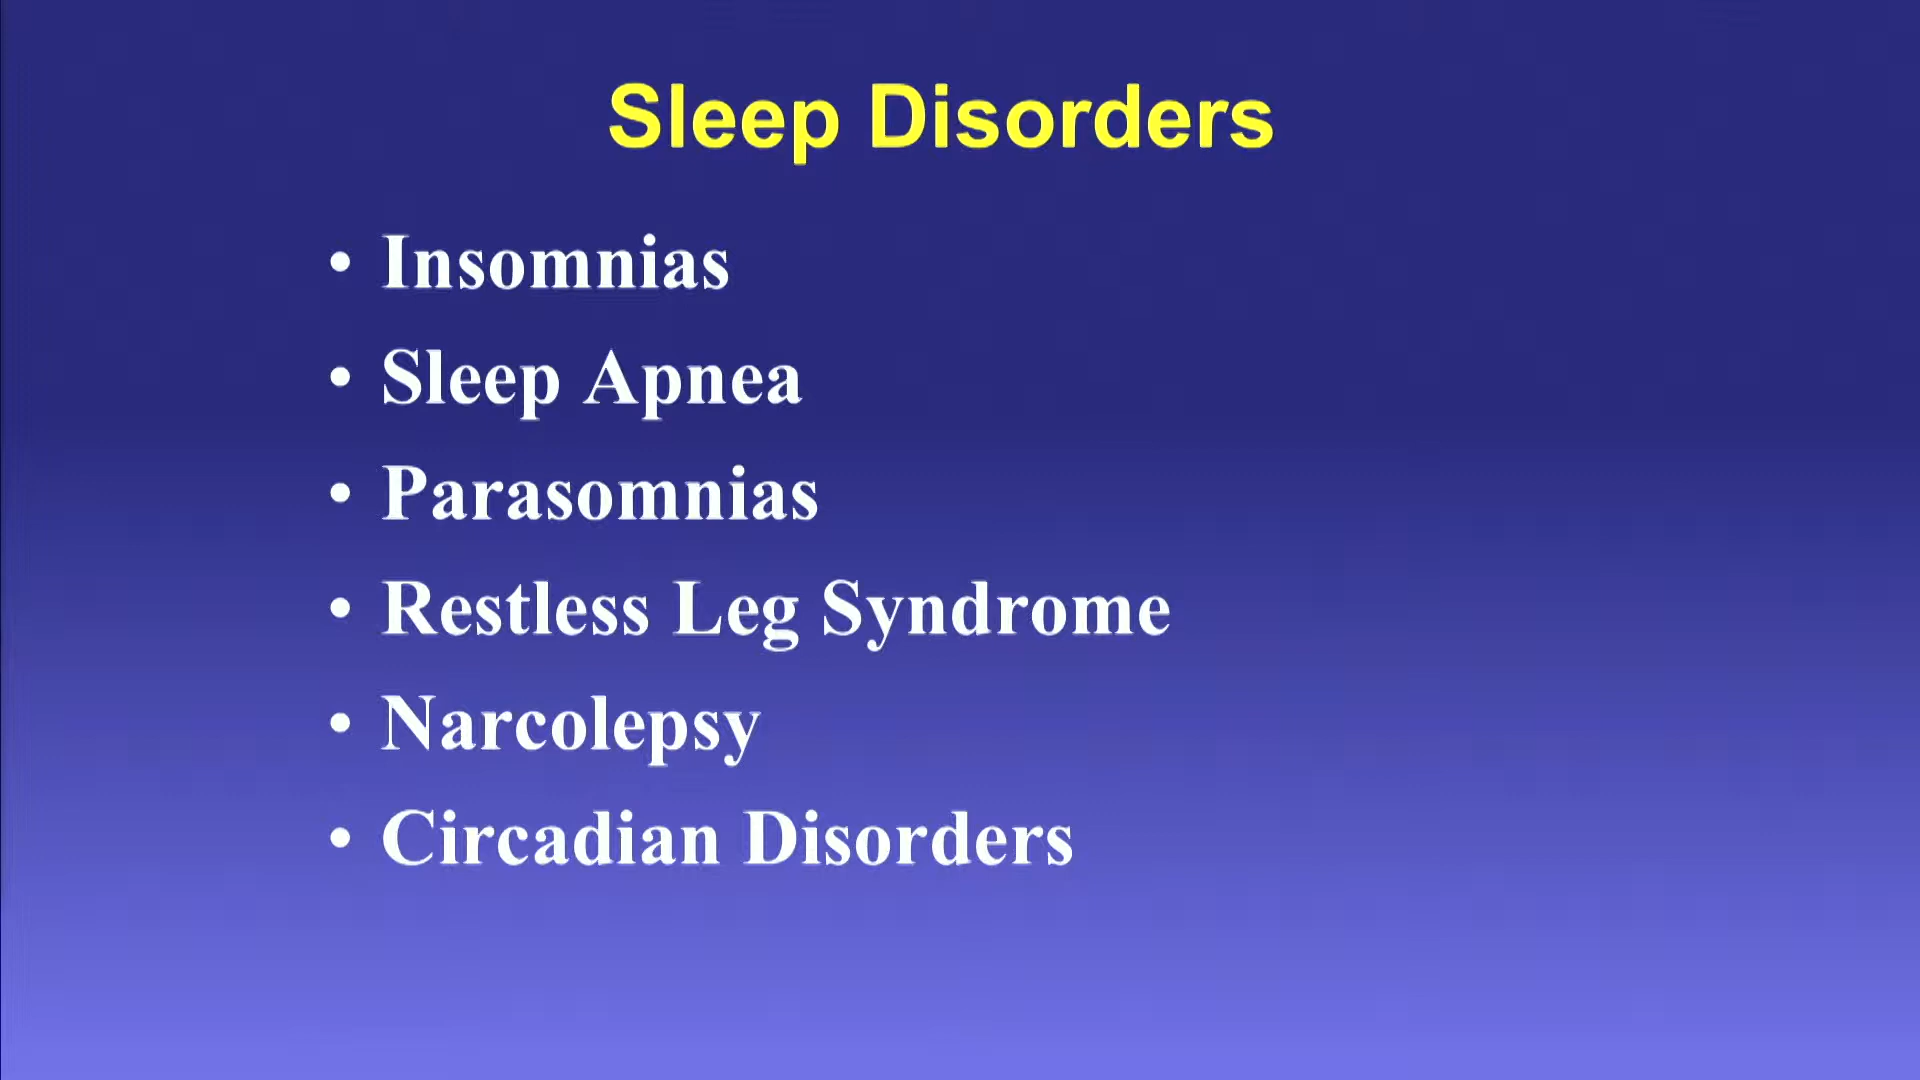 Sleep Disorders
• Insomnias
• Sleep Apnea
• Parasomnias
• Restless Leg Syndrome
• Narcolepsy
• Circadian Disorders